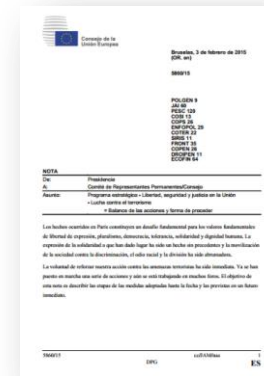 Consejo de la
Unión Europea
Bruselas, 3 de febrero de 2015
(OR. en)
5860/15
POLGEN 9
JAI 60
PESC 120
COSI 13
COPS 26
ENFOPOL 29
COTER 22
SIRIS 11
FRONT 35
COPEN 26
DROIPEN 11
ECOFIN 64
NOTA
De: Presidencia
A: Comité de Representantes Permanentes/Consejo
Asunto: Programa estratégico - Libertad, seguridad y justicia en la Unión
- Lucha contra el terrorismo
= Balance de las acciones y forma de proceder
Los hechos ocurridos en París constituyen un desafío fundamental para los valores fundamentales
de libertad de expresión, pluralismo, democracia, tolerancia, solidaridad y dignidad humana. La
expresión de la solidaridad a que han dado lugar ha sido un hecho sin precedentes y la movilización
de la sociedad contra la discriminación, el odio racial y la división ha sido abrumadora.
La voluntad de reforzar nuestra acción contra las amenazas terroristas ha sido inmediata. Ya se han
puesto en marcha una serie de acciones y aún se está trabajando en muchos foros. El objetivo de
esta nota es describir las etapas de las medidas adoptadas hasta la fecha y las previstas en un futuro
inmediato.
5860/15 1
DPG ES